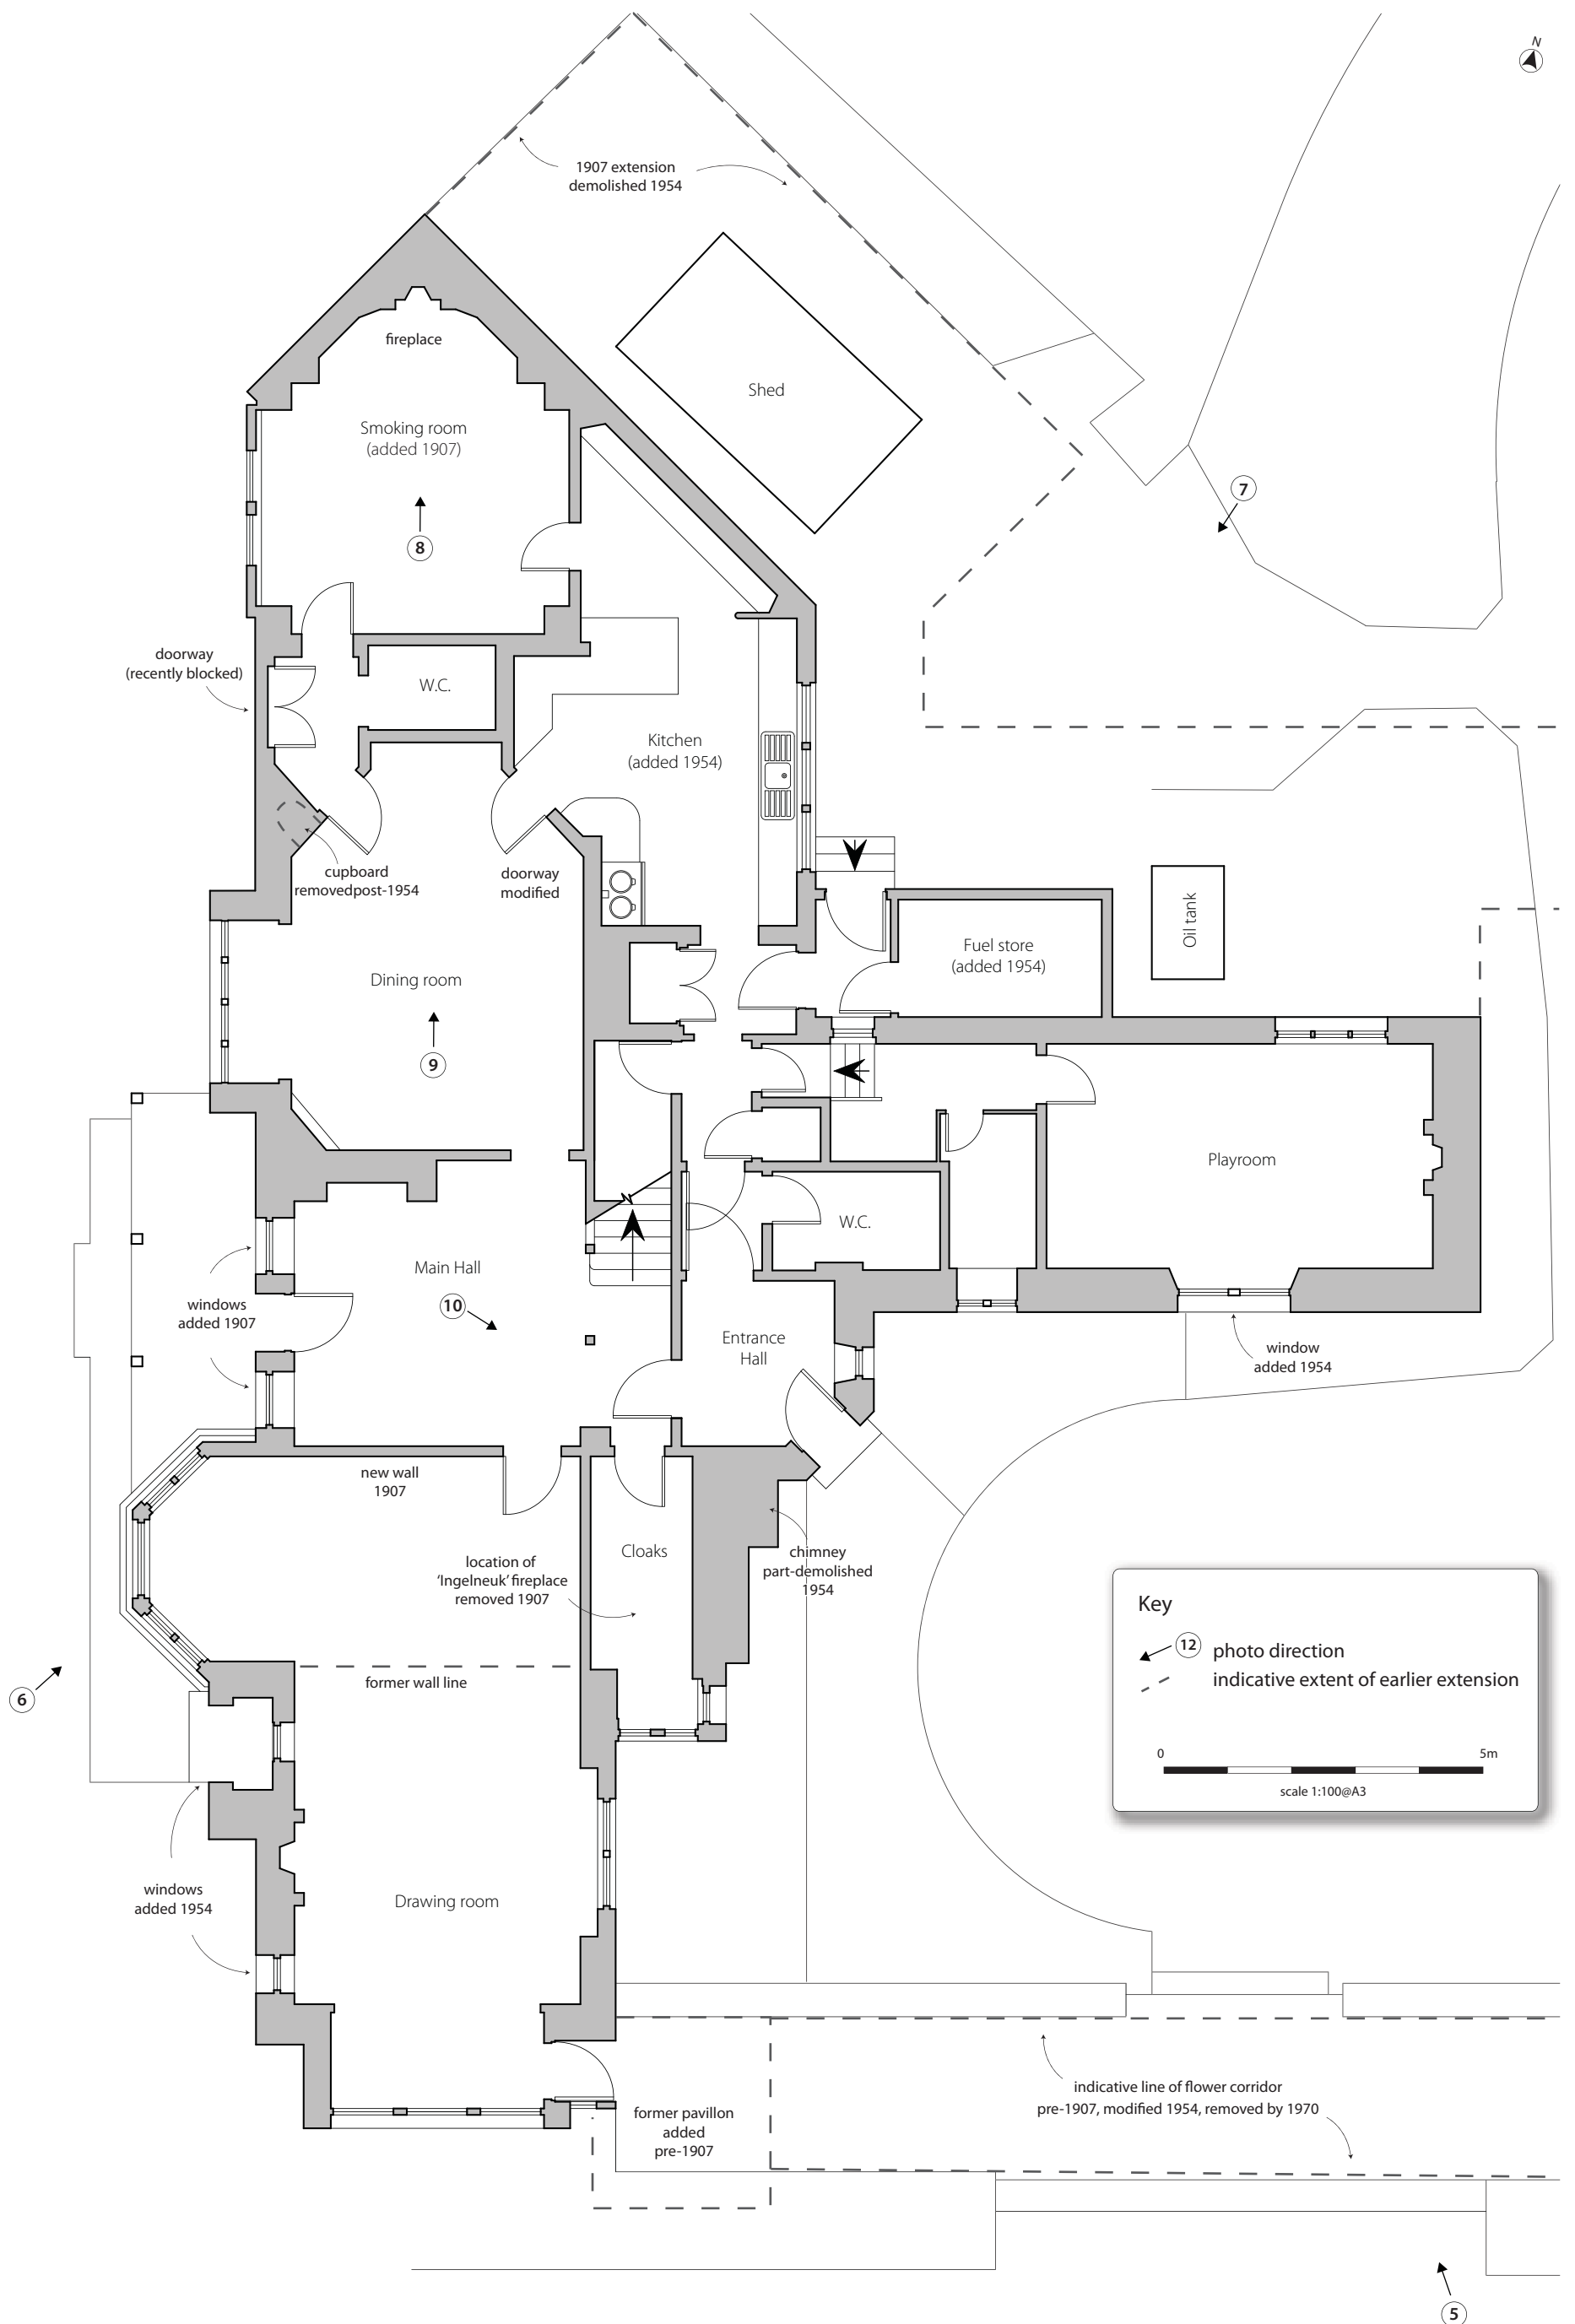 N
1907 extension
demolished 1954
fireplace
Shed
Smoking room
(added 1907)
7
8
doorway
(recently blocked)
W.C.
Kitchen
(added 1954)
cupboard
removedpost-1954
doorway
modified
Oil tank
Fuel store
(added 1954)
Dining room
9
Playroom
W.C.
Main Hall
10
windows
added 1907
Entrance
Hall
window
added 1954
new wall
1907
Cloaks
location of
‘Ingelneuk’ fireplace
removed 1907
chimney
part-demolished
1954
Key
12 photo direction
indicative extent of earlier extension
0 5m
scale 1:100@A3
6
former wall line
windows
added 1954
Drawing room
indicative line of flower corridor
pre-1907, modified 1954, removed by 1970
former pavillon
added
pre-1907
5